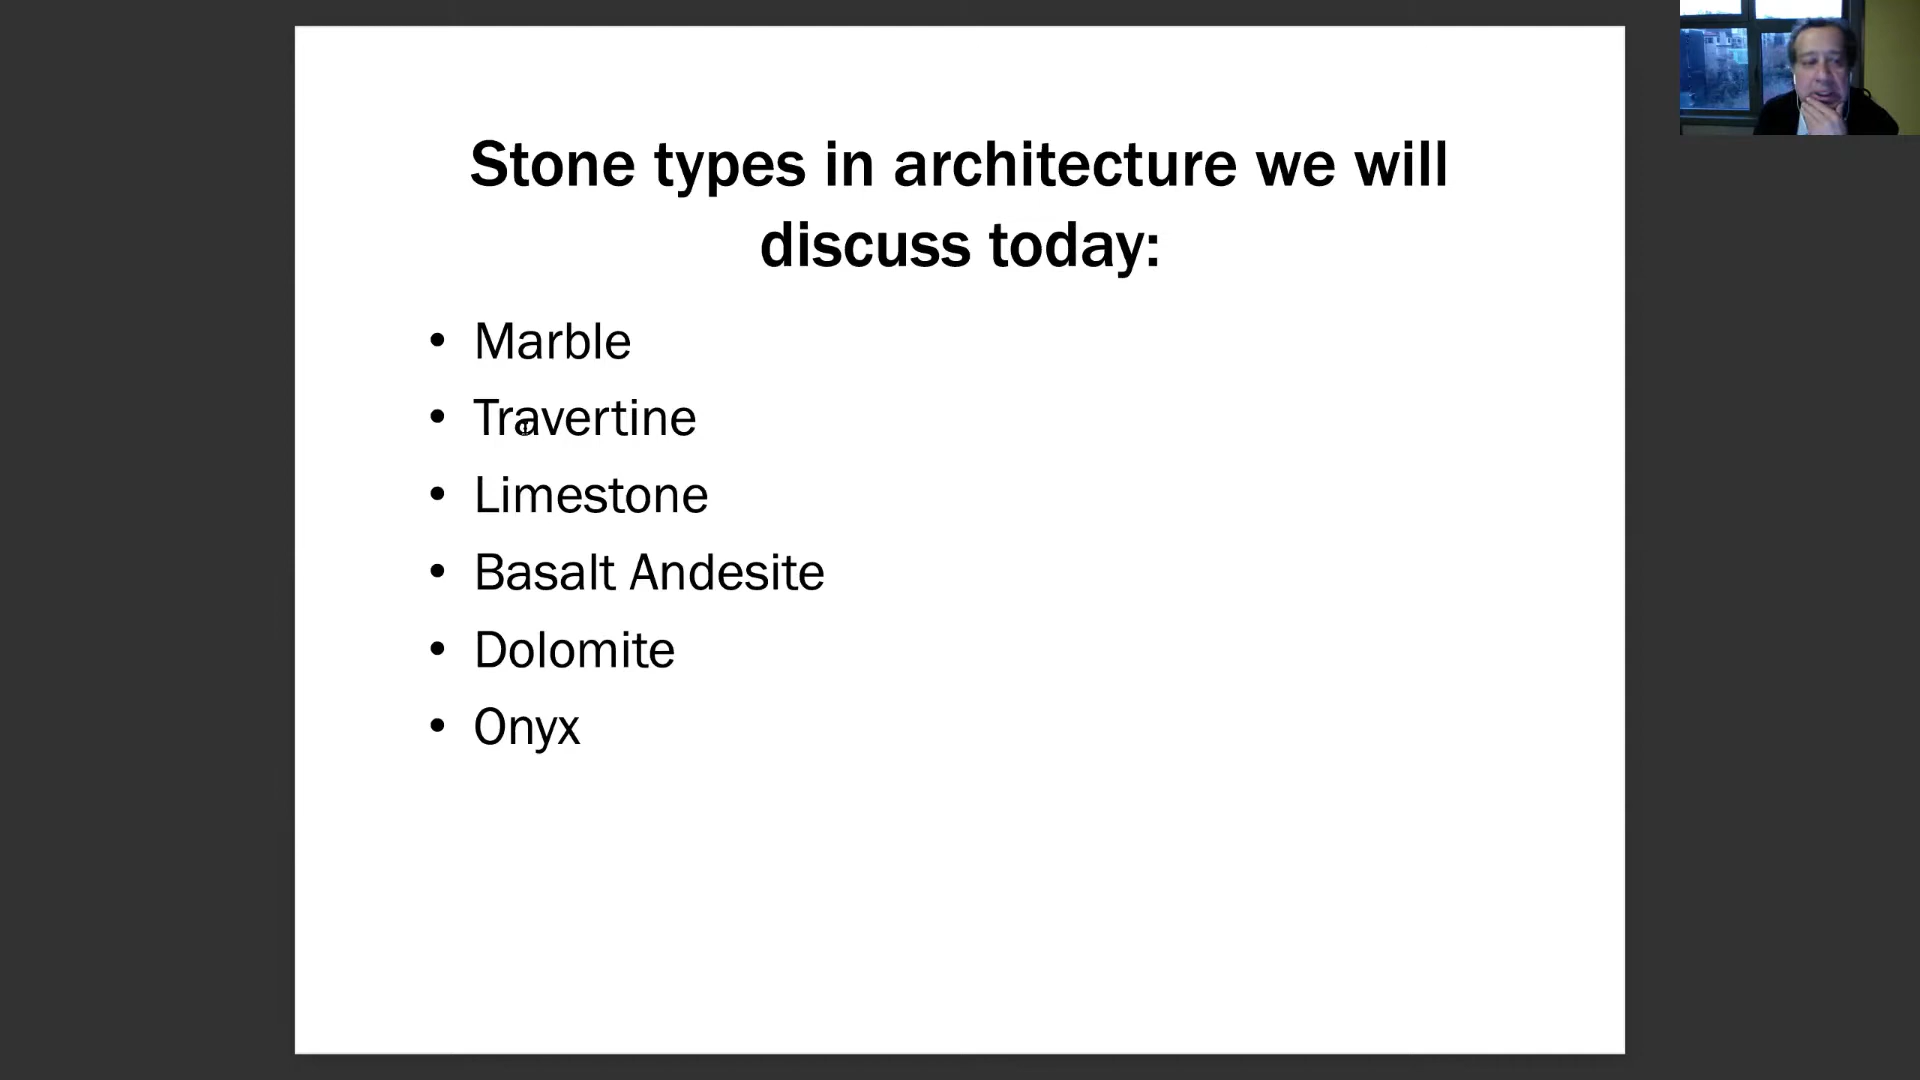 Stone types in architecture we will
discuss today:
• Marble
• Travertine
• Limestone
• Basalt Andesite
• Dolomite
• Onyx